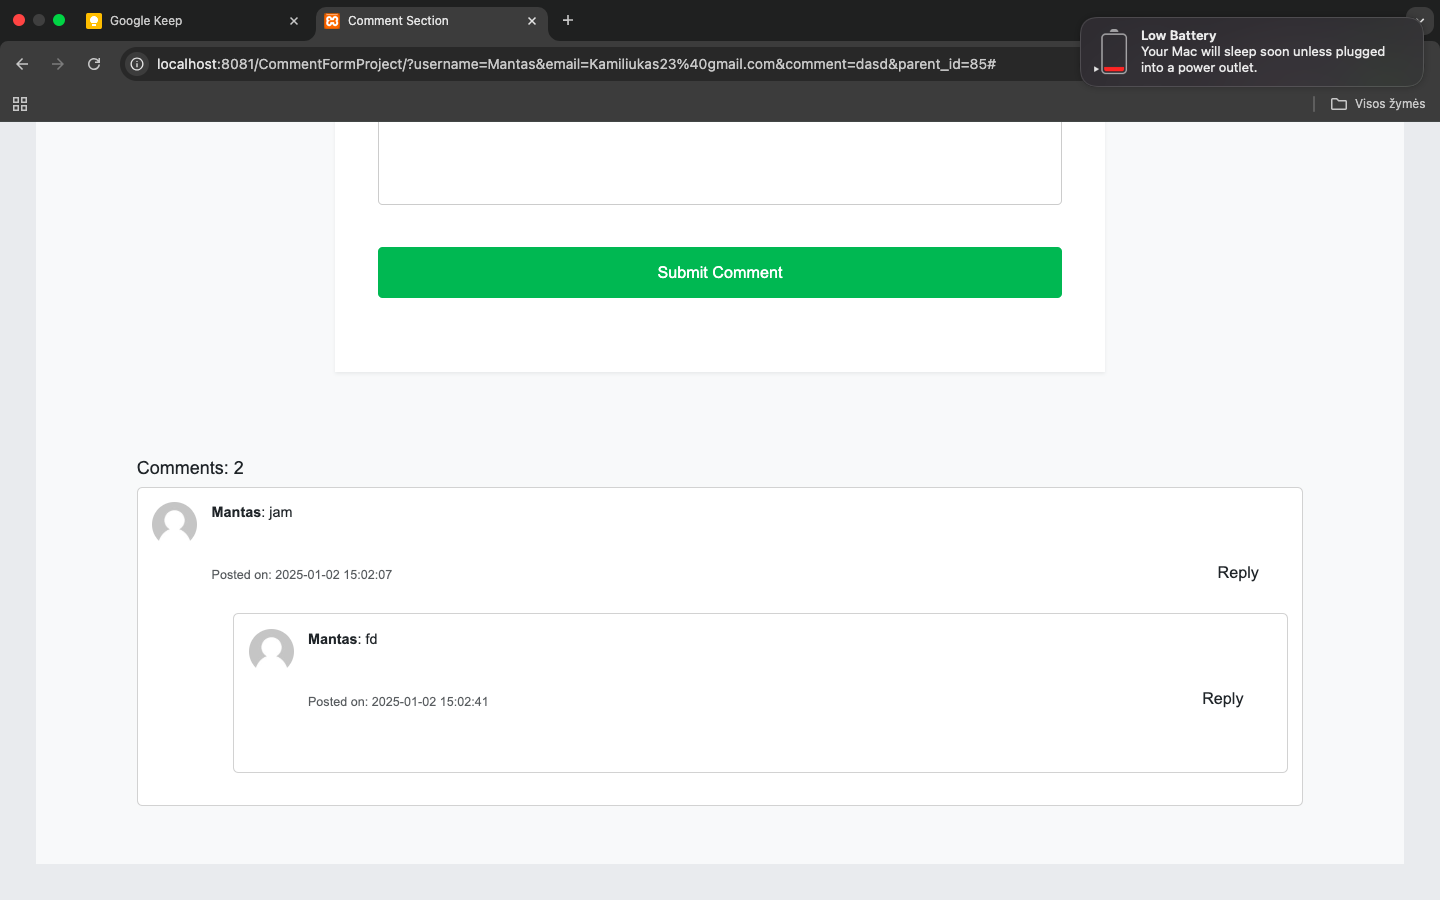 Google Keep
Comment Section
Low Battery
Your Mac will sleep soon unless plugged
into a power outlet.
localhost:8081/CommentFormProject/?username=Mantas&email=Kamiliukas23%40gmail.com&comment=dasd&parent_id=85#
Visos žymės
Submit Comment
Comments: 2
Mantas: jam
Posted on: 2025-01-02 15:02:07
Reply
Mantas: fd
Posted on: 2025-01-02 15:02:41
Reply